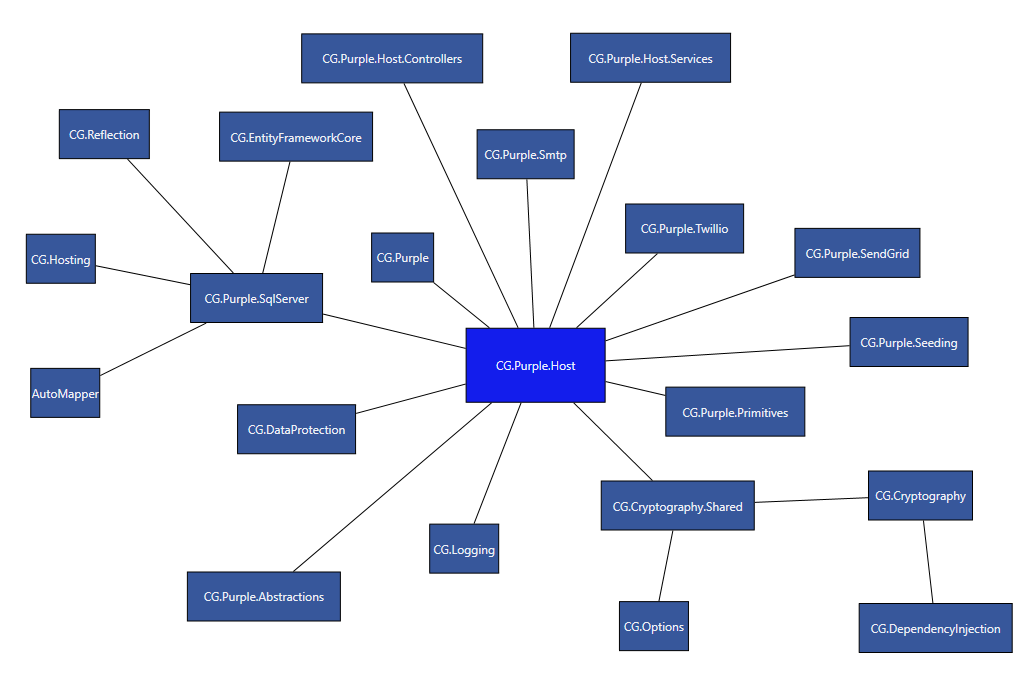 CG.Purple.Host.Controllers
CG.Purple.Host.Services
CG.Reflection
CG.EntityFrameworkCore
CG.Purple.Smtp
CG.Purple.Twillio
CG.Hosting
CG.Purple
CG.Purple.SendGrid
CG.Purple.SqlServer
CG.Purple.Seeding
CG.Purple.Host
AutoMapper
CG.Purple.Primitives
CG.DataProtection
CG.Cryptography
CG.Cryptography.Shared
CG.Logging
CG.Purple.Abstractions
CG.Options
CG.DependencyInjection